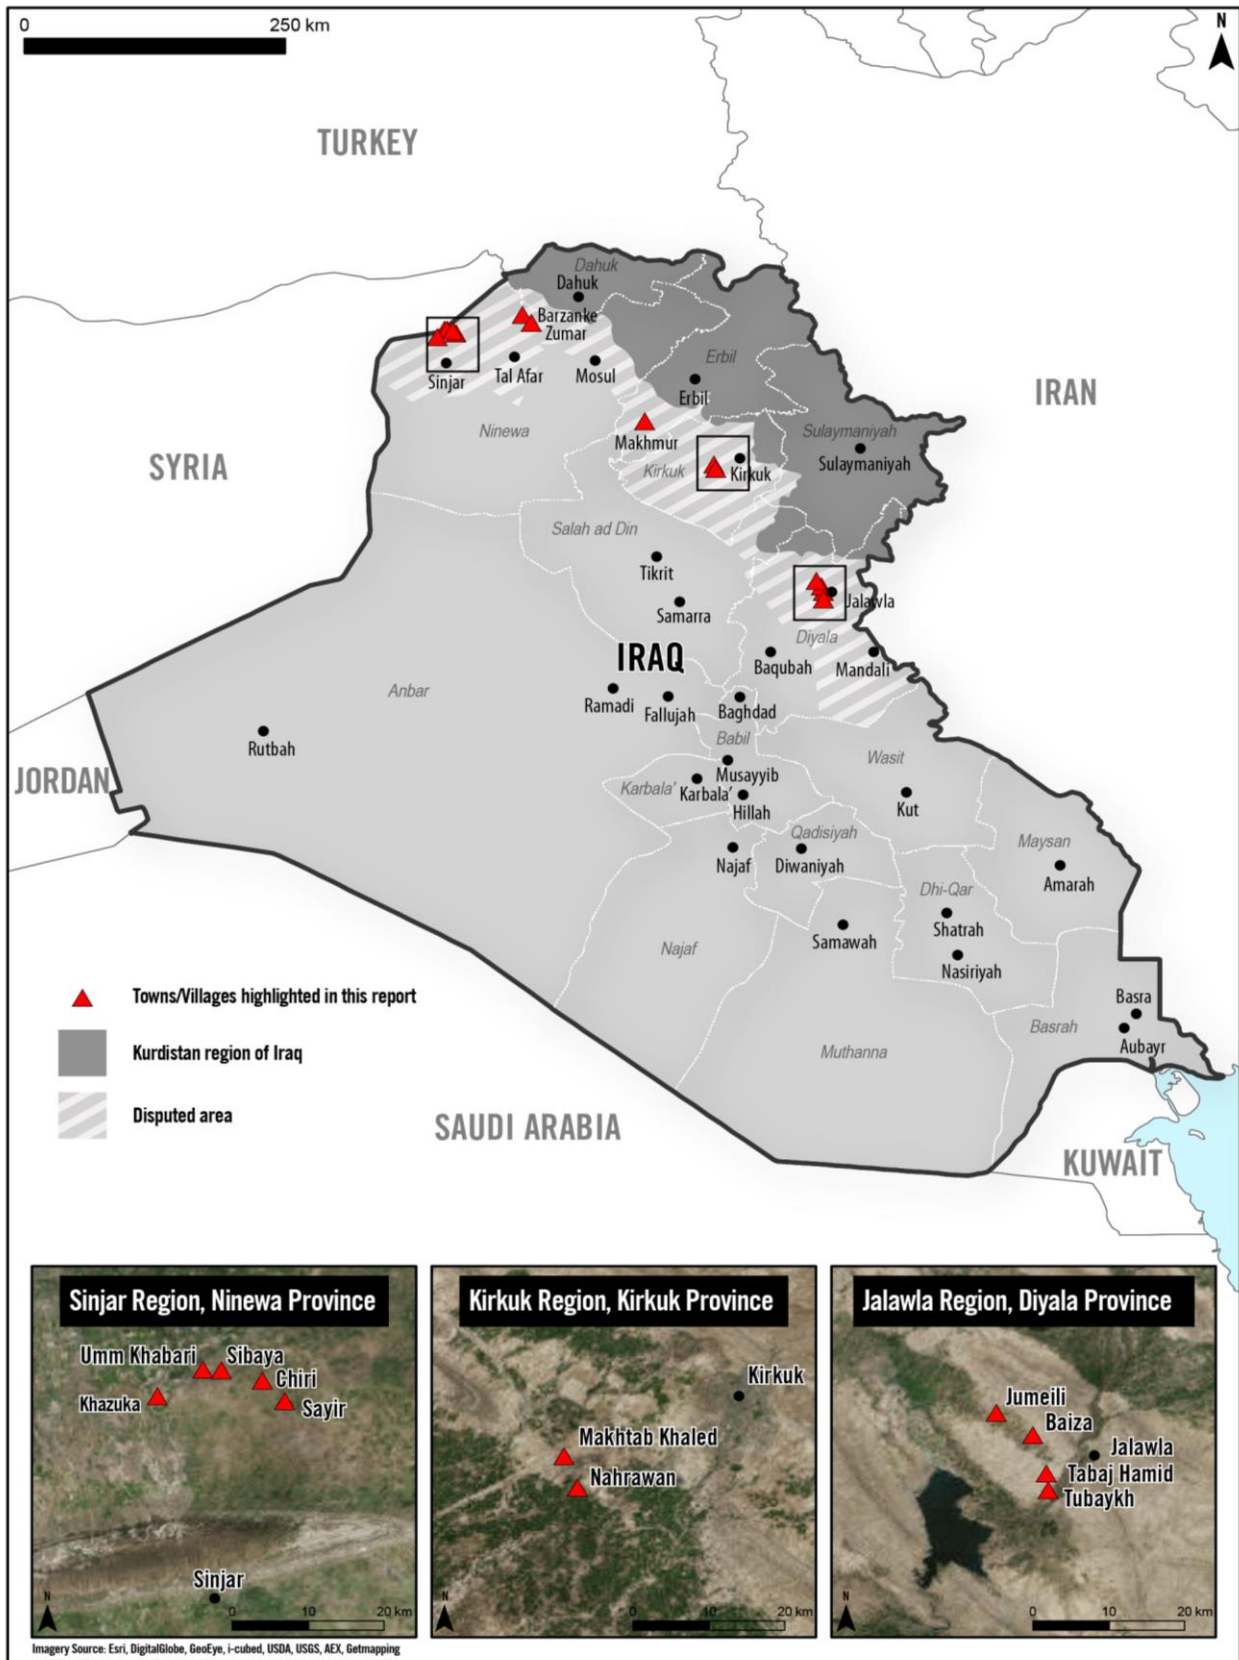 0 250 km
N
TURKEY
Dahuk
Dahuk
Barzanke
Zumar
Erbil
Sinjar
Tal Afar
Mosul
Erbil
IRAN
Ninewa
Makhmur
Sulaymaniyah
SYRIA
Kirkuk
Kirkuk
Sulaymaniyah
Salah ad Din
Tikrit
Samarra
Jalawla
Diyala
IRAQ
Baqubah
Mandali
Anbar
Ramadi
Fallujah
Baghdad
Rutbah
Babil
Wasit
JORDAN
Musayyib
Karbala'
Karbala'
Hillah
Kut
Qadisiyah
Maysan
Najaf
Diwaniyah
Amarah
Dhi-Qar
Shatrah
Samawah
Najaf
Nasiriyah
Towns/Villages highlighted in this report
Basra
Basrah
Aubayr
Kurdistan region of Iraq
Muthanna
Disputed area
SAUDI ARABIA
KUWAIT
Sinjar Region, Ninewa Province
Umm Khabari
Sibaya
Chiri
Khazuka
Sayir
Sinjar
N
0 10 20 km
Kirkuk Region, Kirkuk Province
Kirkuk
Makhtab Khaled
Nahrawan
N
0 10 20 km
Jalawla Region, Diyala Province
Jumeili
Baiza
Jalawla
Tabaj Hamid
Tubaykh
N
0 10 20 km
Imagery Source: Esri, DigitalGlobe, GeoEye, i-cubed, USDA, USGS, AEX, Getmapping